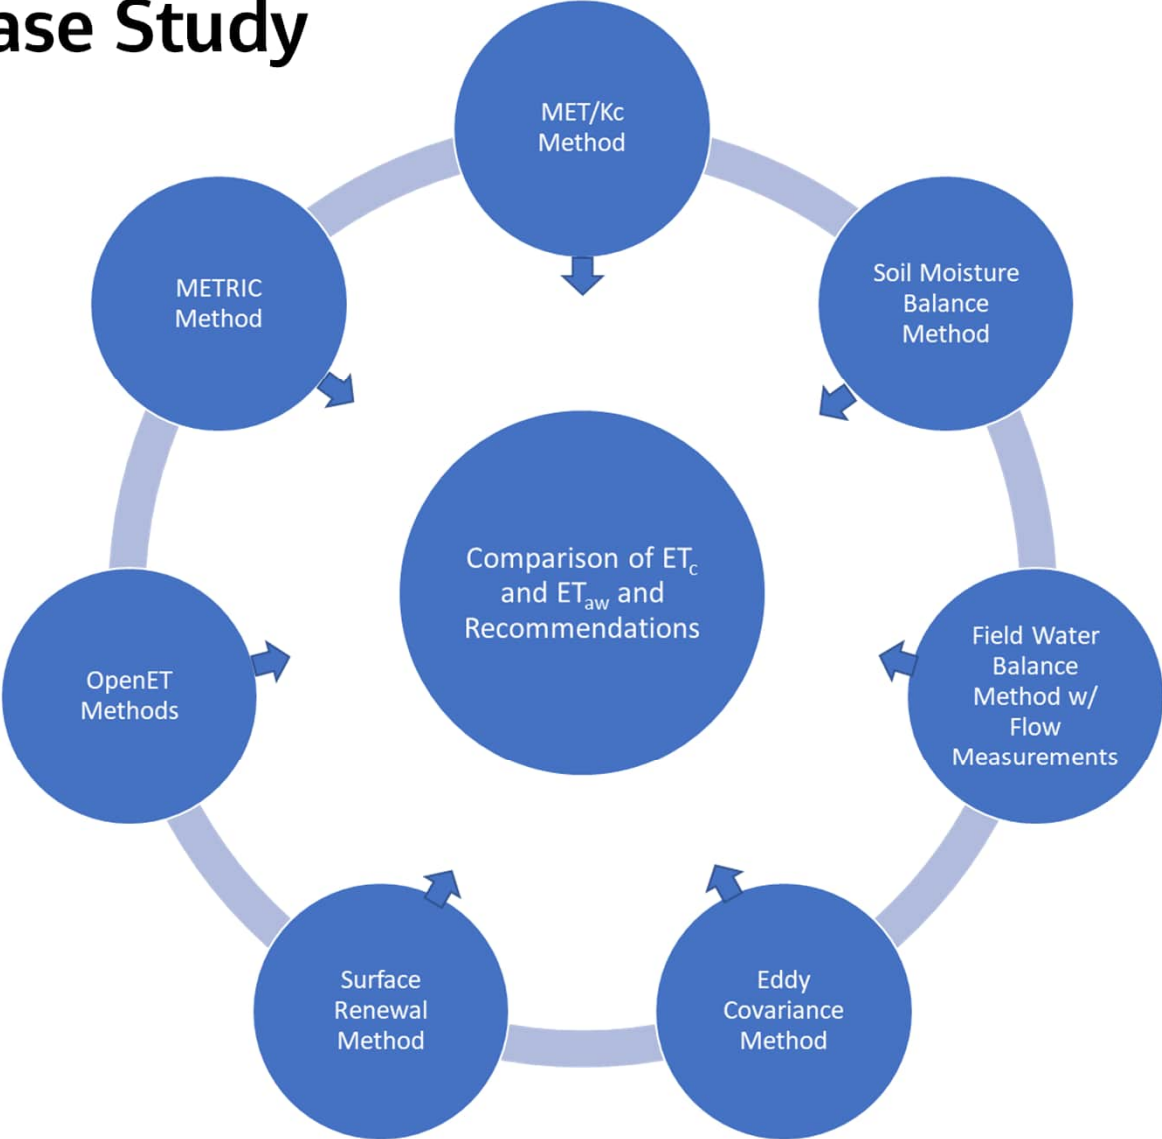 ase Study
MET/Kc
Method
Soil Moisture
Balance
Method
Field Water
Balance
Method w/
Flow
Measurements
Eddy
Covariance
Method
Surface
Renewal
Method
OpenET
Methods
METRIC
Method
Comparison of ETc
and ETaw and
Recommendations